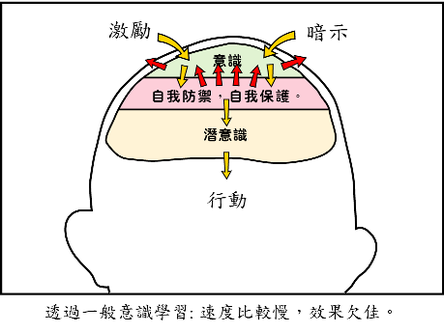 激勵
暗示
意識
自我防禦，自我保護。
潛意識
行動
透過一般意識學習:速度比較慢，效果欠佳。